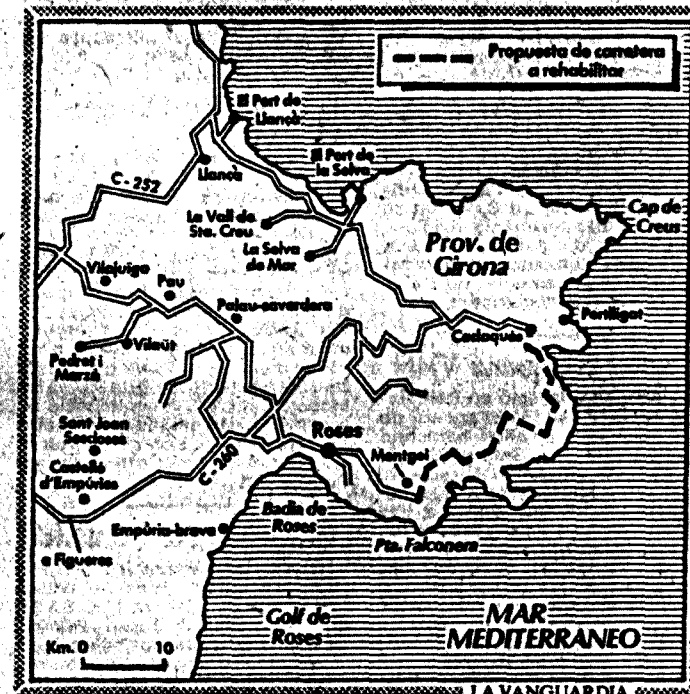 Propuesta de carretera
a rehabilitar
El Port de
Llançà
El Port de
la Selva
Llançà
C-252
La Vall de
Sta. Creu
La Selva
de Mar
Cap de
Creus
Prov. de
Girona
Vilajuïga
Pau
Palau-savardera
Portlligat
Cadaqués
Vilaüt
Pedret i
Marzà
Sant Joan
Sescloses
Castelló
d'Empúries
C-260
Roses
Montgoi
Badia de
Roses
Pta. Falconera
Empúria-brava
a Figueres
Golf de
Roses
MAR
MEDITERRANEO
Km. 0 10
LA VANGUARDIA